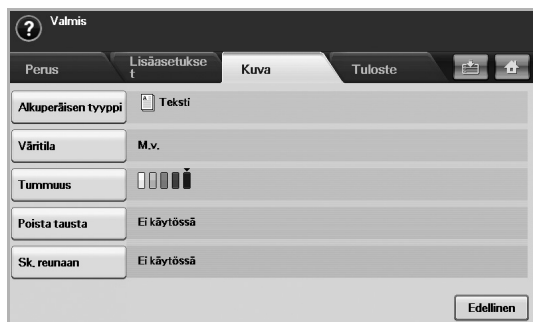 ?
Valmis
Perus
Lisäasetukse
t
Kuva
Tuloste
Alkuperäisen tyyppi
Teksti
Väritila
M.v.
Tummuus
Poista tausta
Ei käytössä
Sk. reunaan
Ei käytössä
Edellinen